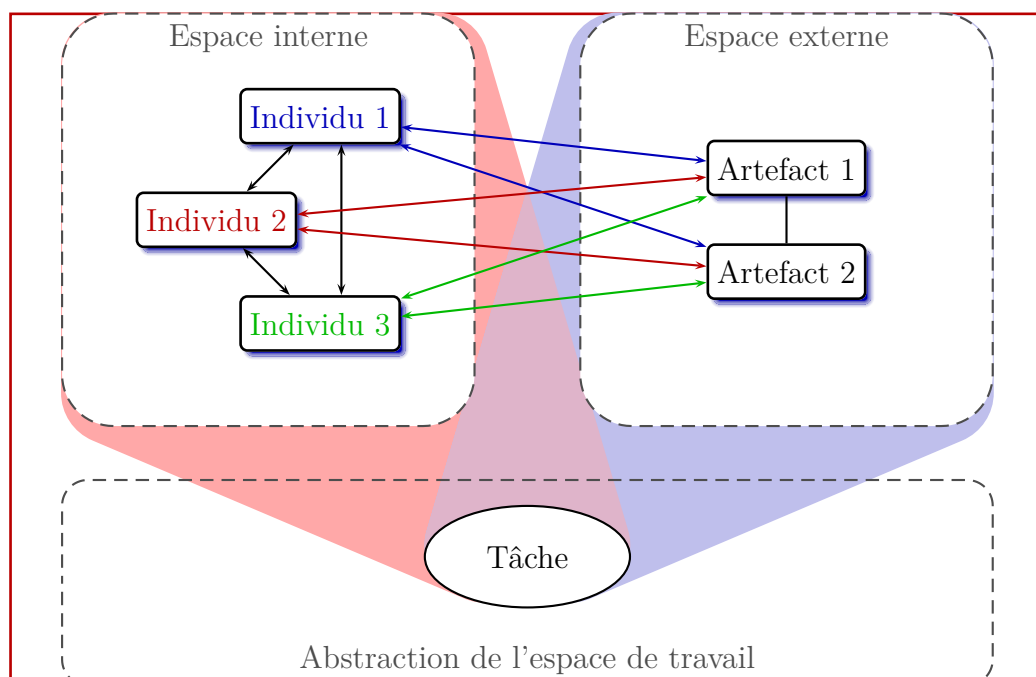 Espace interne
Espace externe
Individu 1
Artefact 1
Individu 2
Artefact 2
Individu 3
Tâche
Abstraction de l'espace de travail